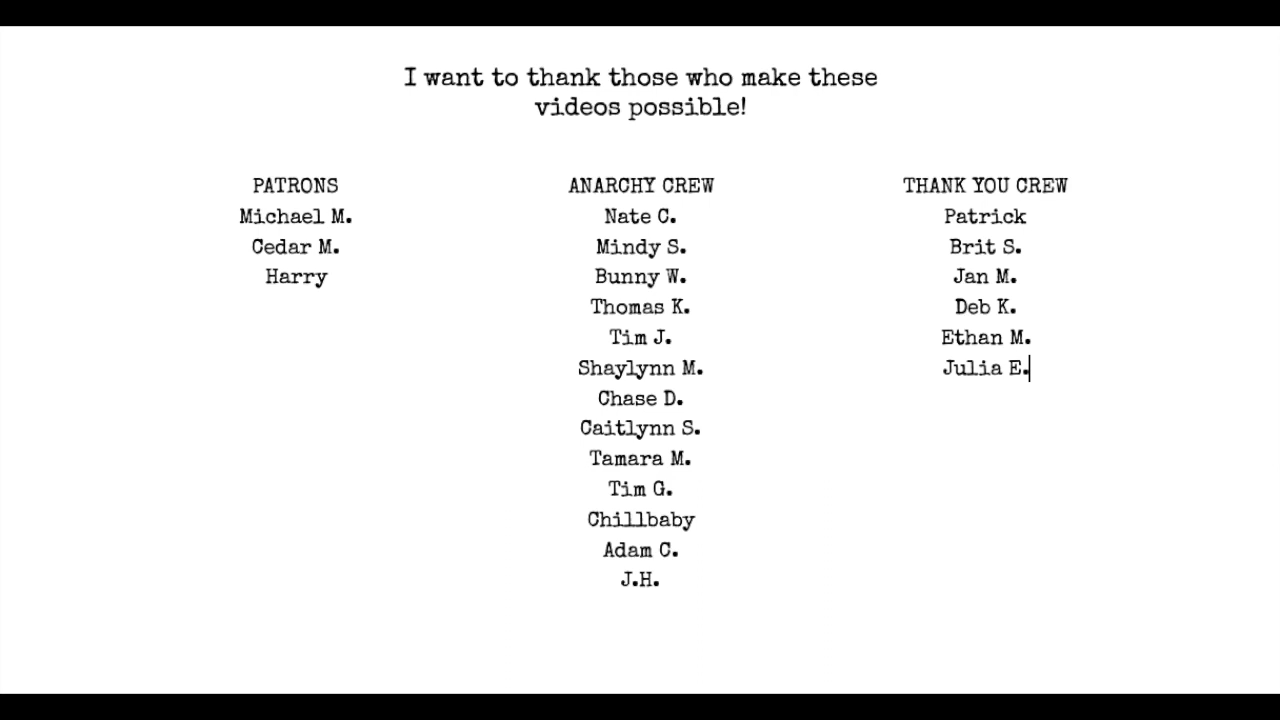 I want to thank those who make these
videos possible!
PATRONS
Michael M.
Cedar M.
Harry
ANARCHY CREW
Nate C.
Mindy S.
Bunny W.
Thomas K.
Tim J.
Shaylynn M.
Chase D.
Caitlynn S.
Tamara M.
Tim G.
Chillbaby
Adam C.
J.H.
THANK YOU CREW
Patrick
Brit S.
Jan M.
Deb K.
Ethan M.
Julia E.